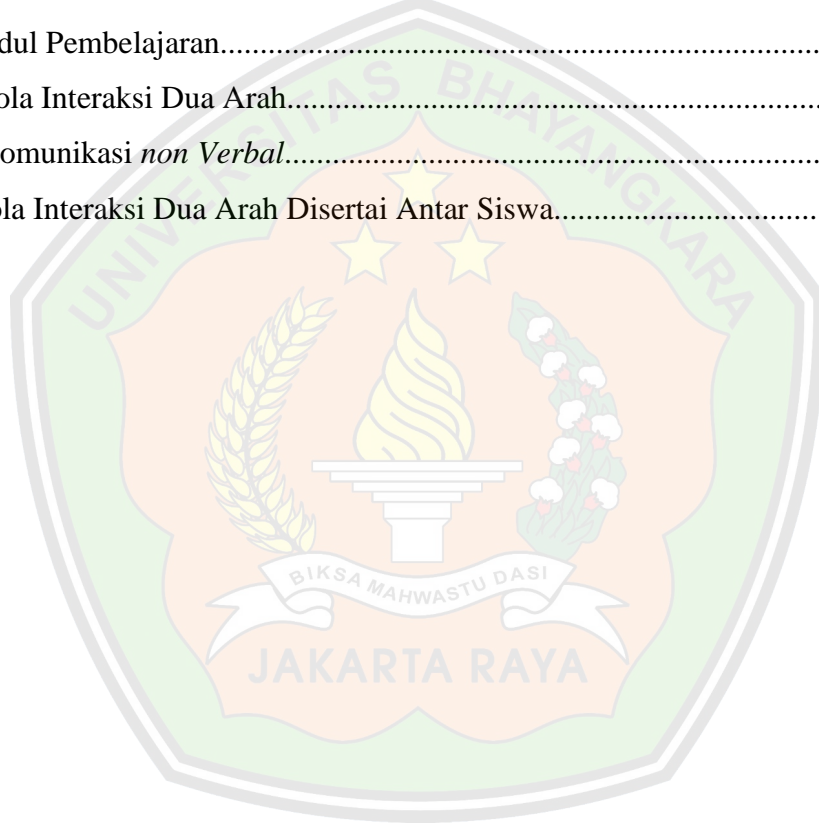 dul Pembelajaran................................................................................
ola Interaksi Dua Arah.......................................................................
omunikasi non Verbal.......................................................................
ola Interaksi Dua Arah Disertai Antar Siswa.................................
UNIVERSITAS BHAYANGKARA
BIKSA MAHWASTU DASI
JAKARTA RAYA